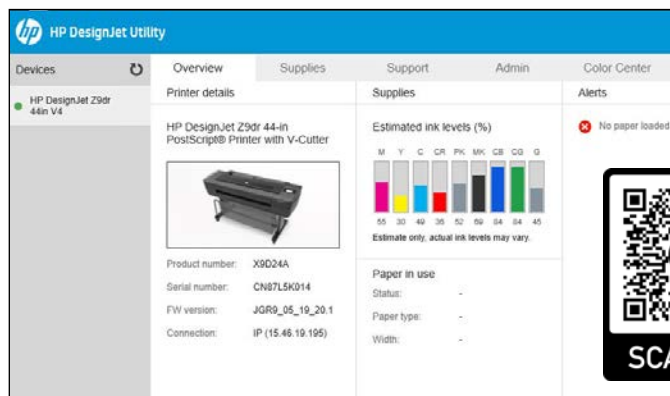 hp HP DesignJet Utility
Devices
Overview Supplies Support Admin Color Center
HP DesignJet Z9dr
44in V4
Printer details
HP DesignJet Z9dr 44-in
PostScript® Printer with V-Cutter
Product number: X9D24A
Serial number: CN87L5K014
FW version: JGR9_05_19_20.1
Connection: IP (15.46.19.195)
Supplies
Estimated ink levels (%)
M Y C CR PK MK CB CG G
55 30 49 36 52 69 84 84 45
Estimate only, actual ink levels may vary.
Paper in use
Status: -
Paper type: -
Width: -
Alerts
No paper loaded